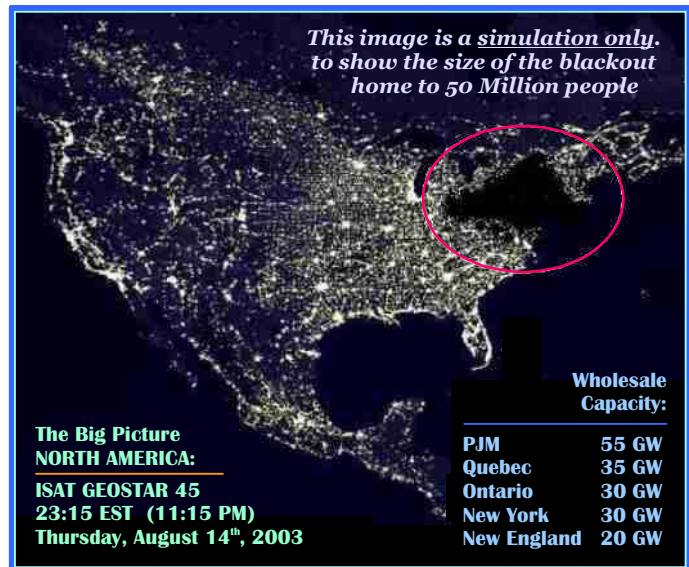 This image is a simulation only.
to show the size of the blackout
home to 50 Million people
The Big Picture
NORTH AMERICA:
ISAT GEOSTAR 45
23:15 EST (11:15 PM)
Thursday, August 14th, 2003
Wholesale
Capacity:
PJM 55 GW
Quebec 35 GW
Ontario 30 GW
New York 30 GW
New England 20 GW